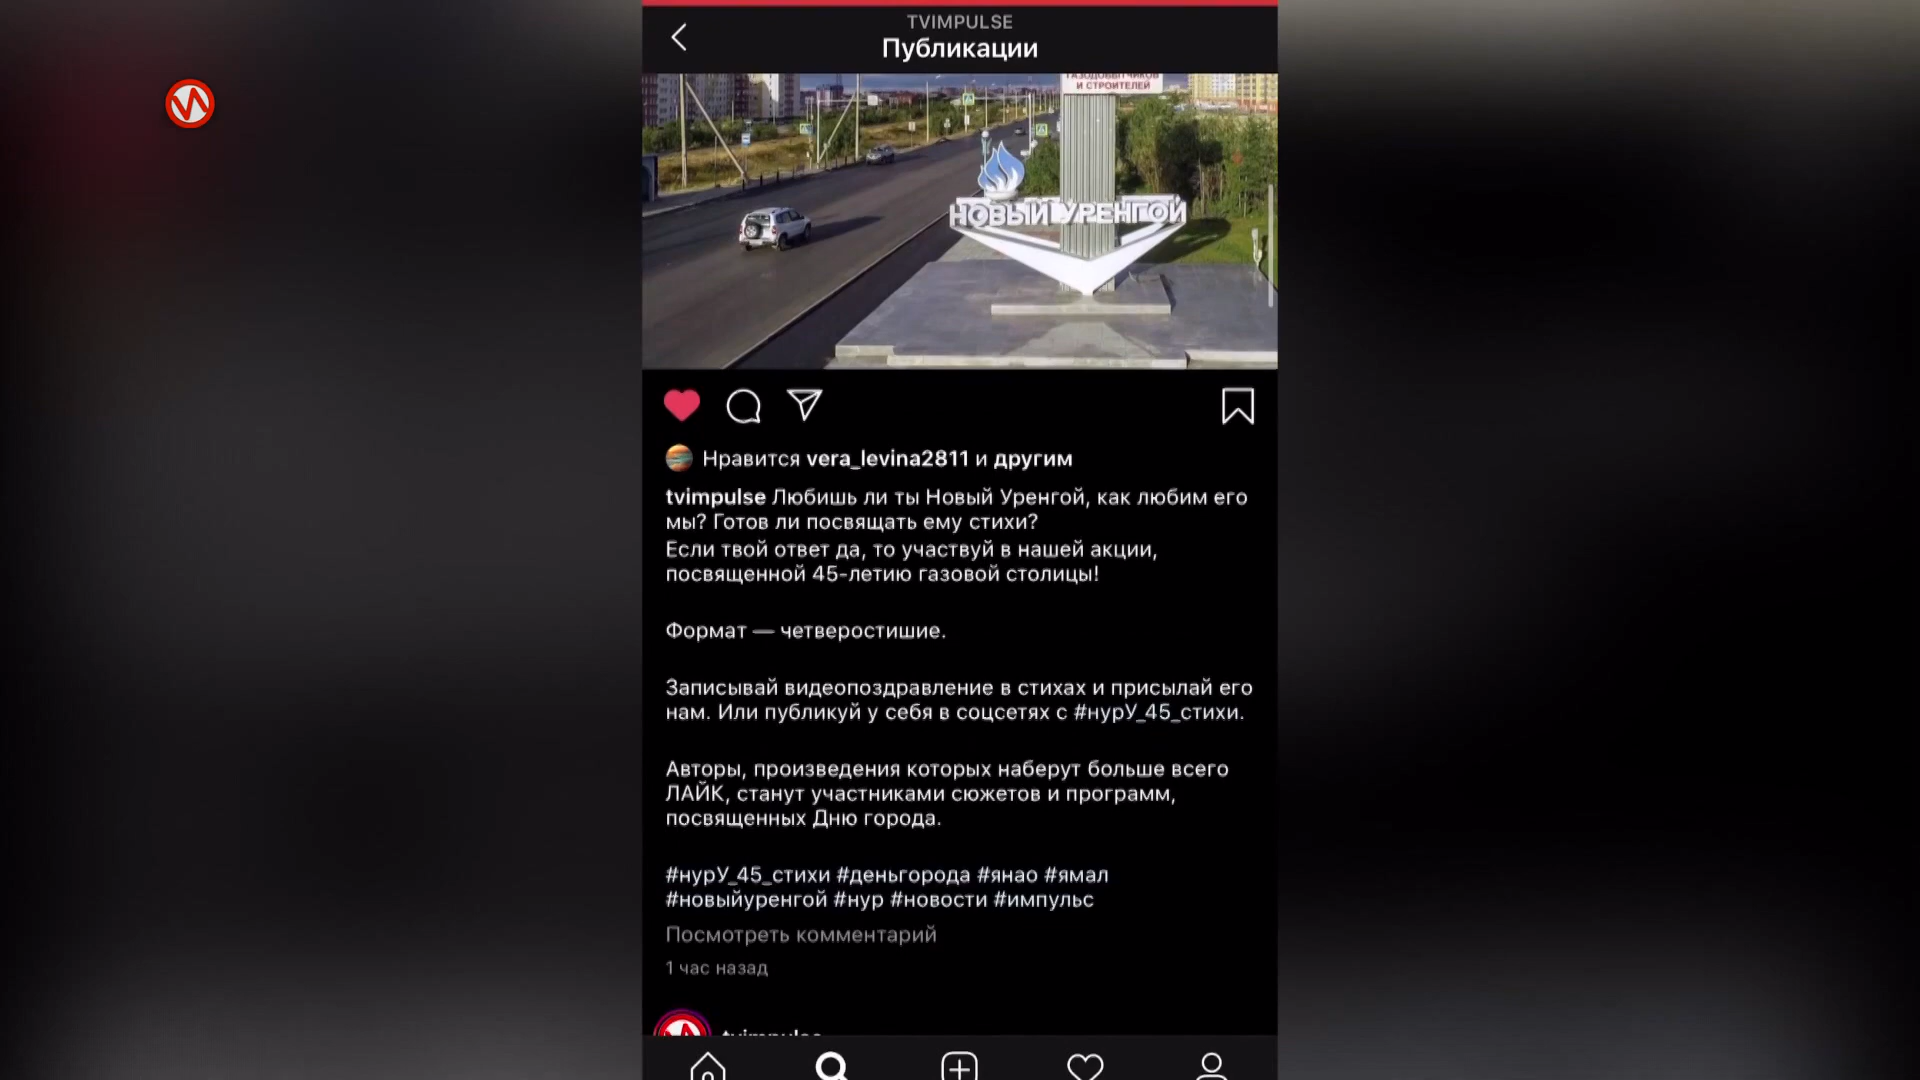 TVIMPULSE
Публикации
ГАЗОДОБЫТЧИКОВ
И СТРОИТЕЛЕЙ
НОВЫЙ УРЕНГОЙ
Нравится vera_levina2811 и другим
tvimpulse Любишь ли ты Новый Уренгой, как любим его
мы? Готов ли посвящать ему стихи?
Если твой ответ да, то участвуй в нашей акции,
посвященной 45-летию газовой столицы!
Формат — четверостишие.
Записывай видеопоздравление в стихах и присылай его
нам. Или публикуй у себя в соцсетях с #нурУ_45_стихи.
Авторы, произведения которых наберут больше всего
ЛАЙК, станут участниками сюжетов и программ,
посвященных Дню города.
#нурУ_45_стихи #деньгорода #янао #ямал
#новыйуренгой #нур #новости #импульс
Посмотреть комментарий
1 час назад
tvimpulse